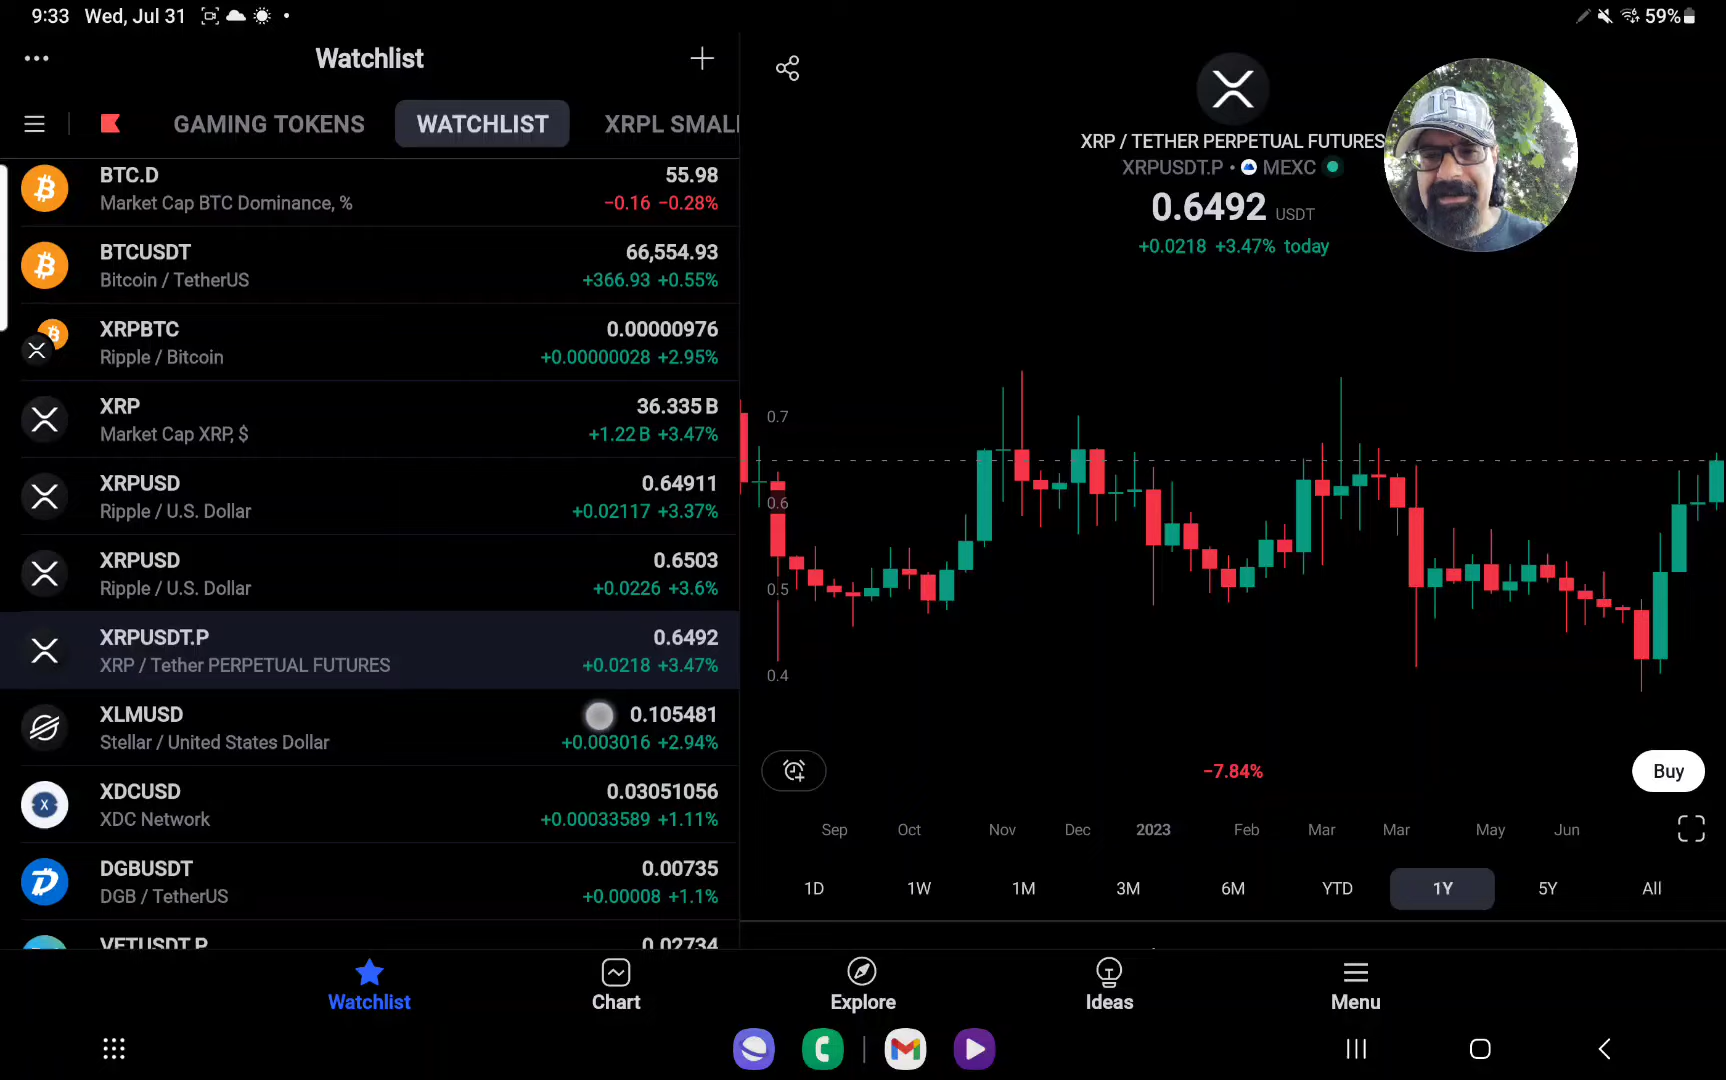 9:33 Wed, Jul 31
59%
Watchlist
GAMING TOKENS
WATCHLIST
XRPL SMAL
BTC.D
55.98
Market Cap BTC Dominance, %
−0.16 −0.28%
BTCUSDT
66,554.93
Bitcoin / TetherUS
+366.93 +0.55%
XRPBTC
0.00000976
Ripple / Bitcoin
+0.00000028 +2.95%
XRP
36.335 B
Market Cap XRP, $
+1.22 B +3.47%
XRPUSD
0.64911
Ripple / U.S. Dollar
+0.02117 +3.37%
XRPUSD
0.6503
Ripple / U.S. Dollar
+0.0226 +3.6%
XRPUSDT.P
0.6492
XRP / Tether PERPETUAL FUTURES
+0.0218 +3.47%
XLMUSD
0.105481
Stellar / United States Dollar
+0.003016 +2.94%
XDCUSD
0.03051056
XDC Network
+0.00033589 +1.11%
DGBUSDT
0.00735
DGB / TetherUS
+0.00008 +1.1%
VETUSDT.P
0.02734
XRP / TETHER PERPETUAL FUTURES
XRPUSDT.P • MEXC
0.6492 USDT
+0.0218 +3.47% today
0.7
0.6
0.5
0.4
−7.84%
Buy
Sep Oct Nov Dec 2023 Feb Mar Mar May Jun
1D 1W 1M 3M 6M YTD 1Y 5Y All
Watchlist
Chart
Explore
Ideas
Menu